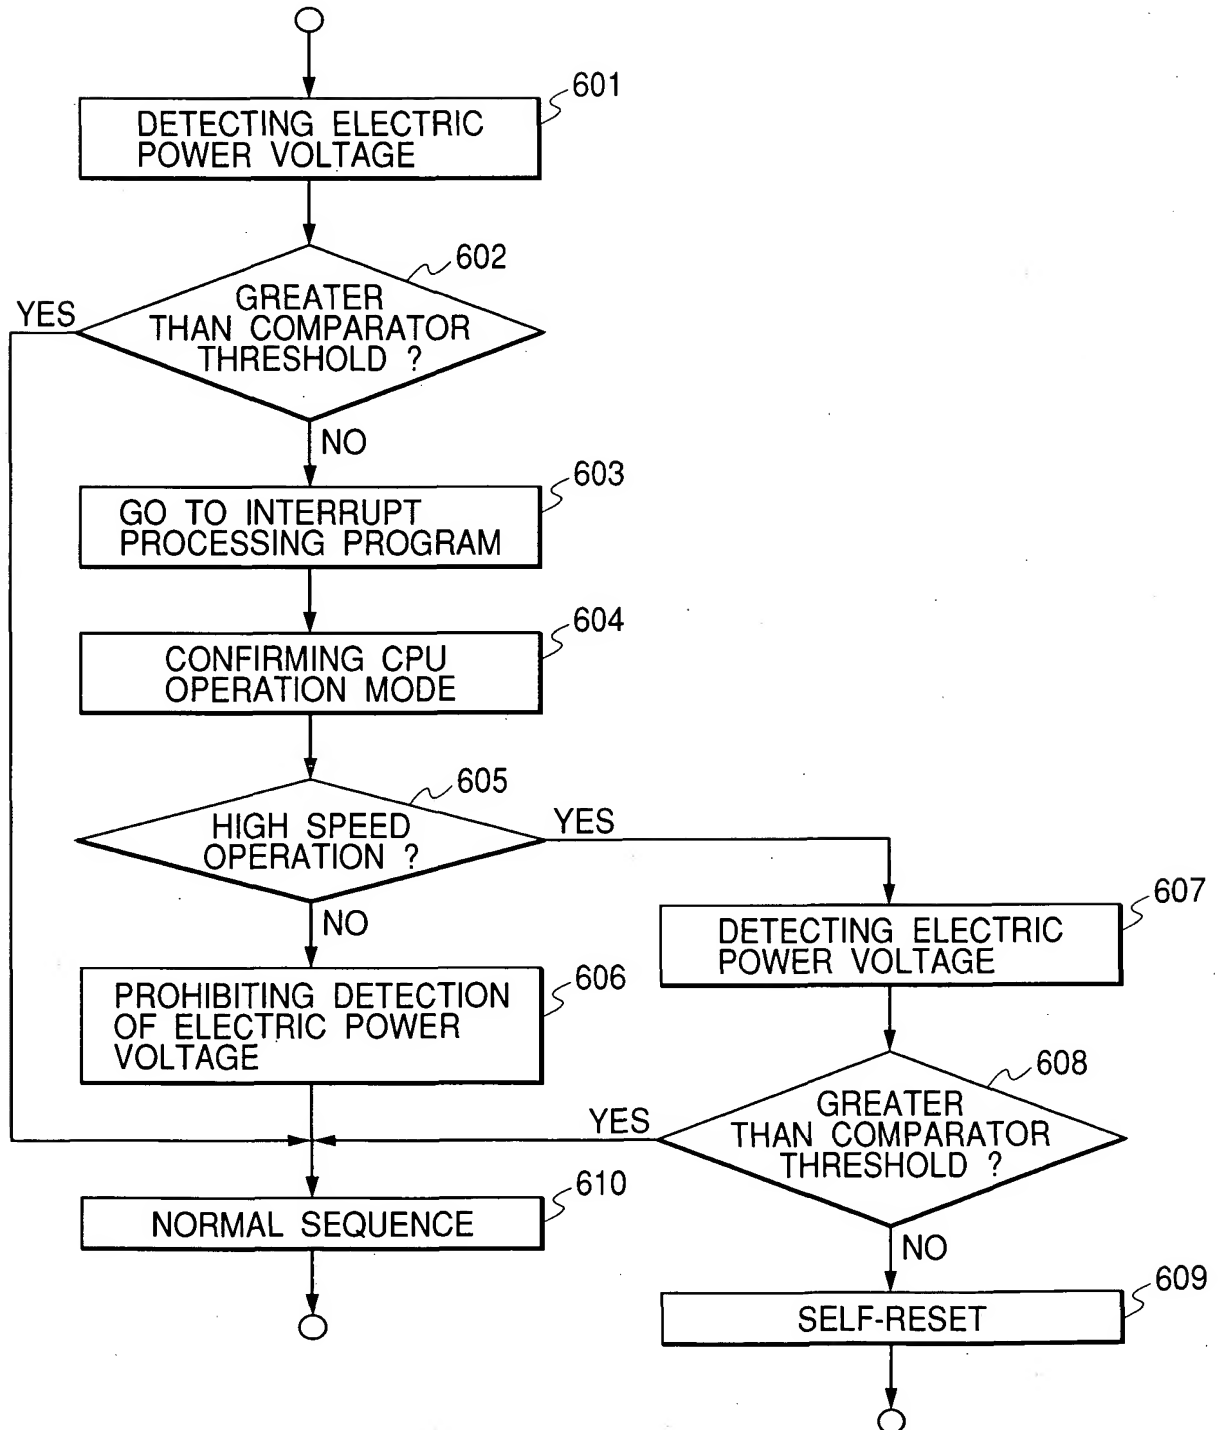 601
DETECTING ELECTRIC
POWER VOLTAGE
602
YES
GREATER
THAN COMPARATOR
THRESHOLD ?
NO
603
GO TO INTERRUPT
PROCESSING PROGRAM
604
CONFIRMING CPU
OPERATION MODE
605
HIGH SPEED
OPERATION ?
YES
NO
607
DETECTING ELECTRIC
POWER VOLTAGE
606
PROHIBITING DETECTION
OF ELECTRIC POWER
VOLTAGE
608
GREATER
THAN COMPARATOR
THRESHOLD ?
YES
NO
610
NORMAL SEQUENCE
609
SELF-RESET